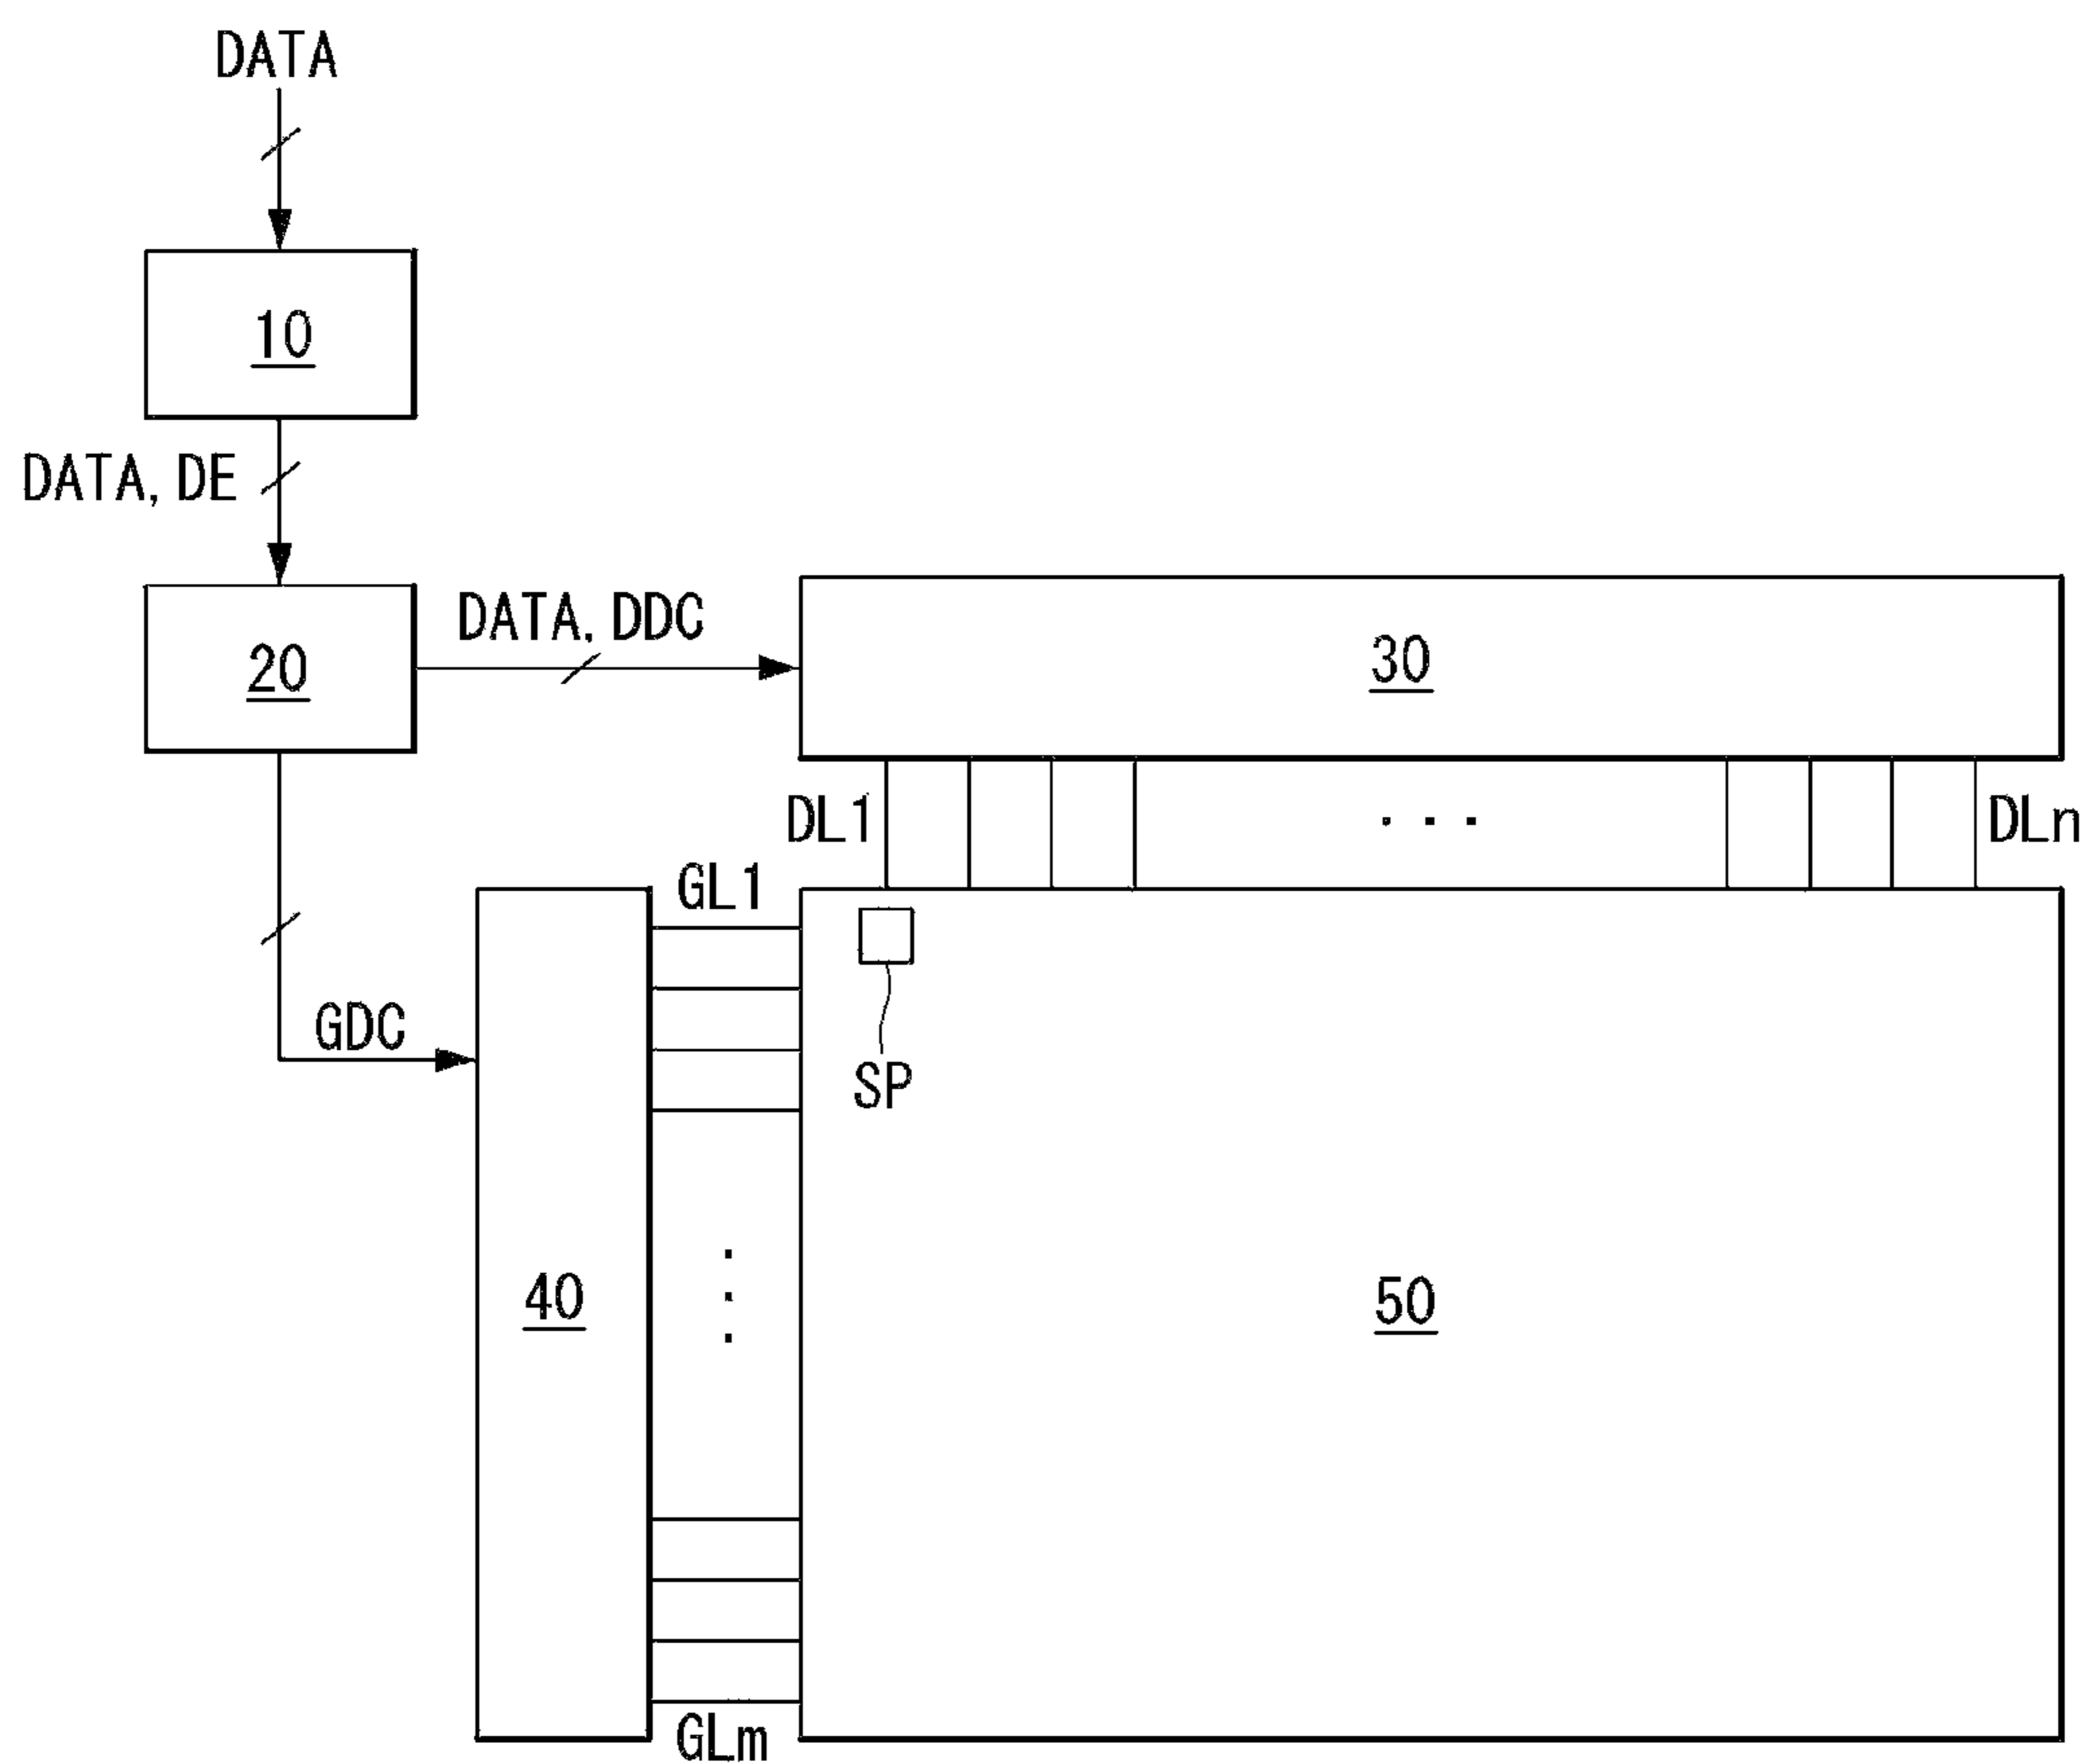 DATA
10
DATA, DE
20
DATA, DDC
30
DL1
DLn
GL1
SP
GDC
40
50
GLm